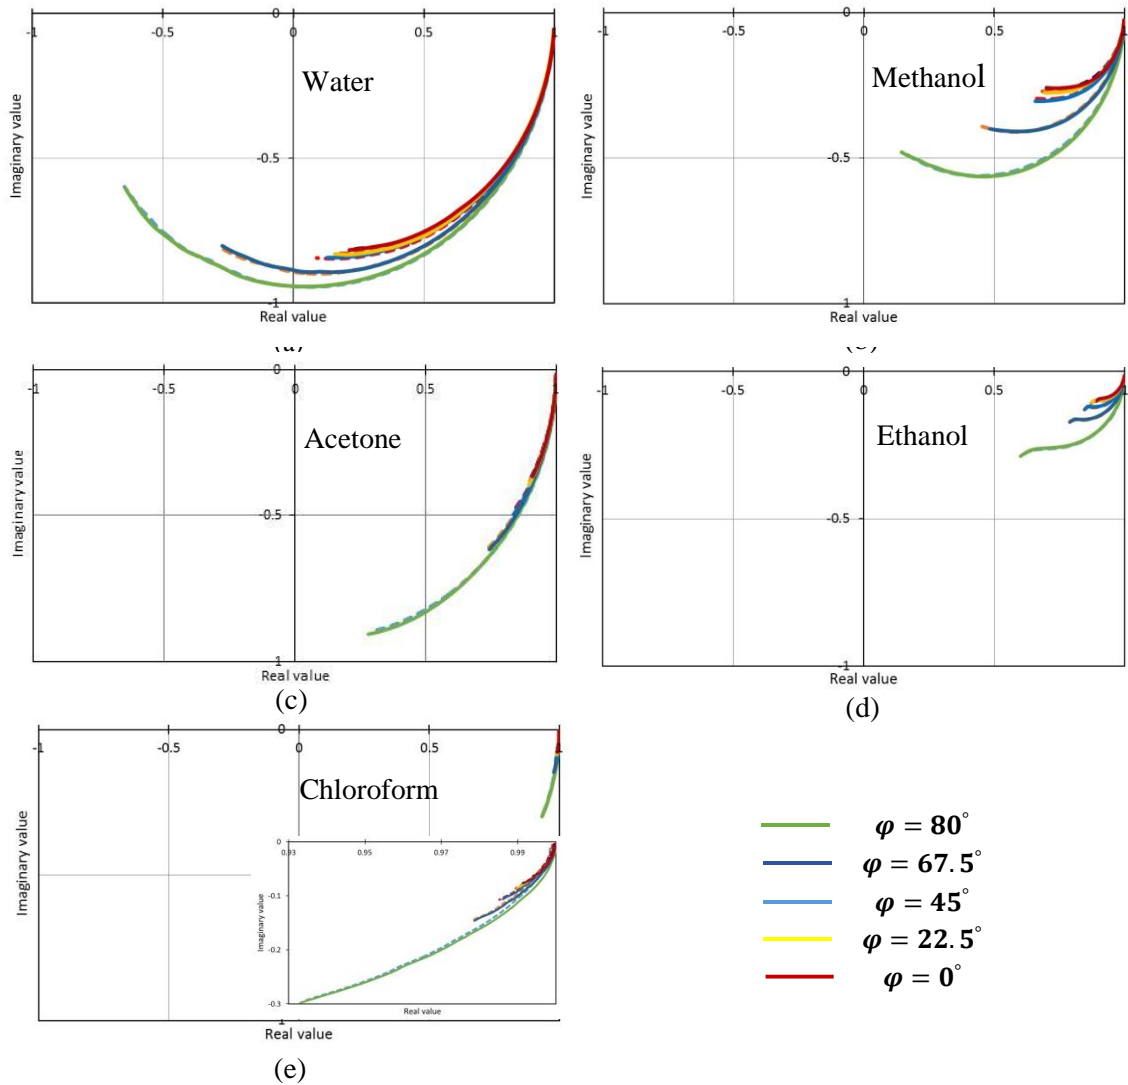 0
-1
-0.5
0
0.5
1
Water
-0.5
-1
Imaginary value
Real value
0
-1
-0.5
0
0.5
1
Methanol
-0.5
-1
Imaginary value
Real value
0
-1
-0.5
0
0.5
1
Acetone
-0.5
-1
Imaginary value
Real value
(c)
0
-1
-0.5
0
0.5
1
Ethanol
-0.5
-1
Imaginary value
Real value
(d)
0
-1
-0.5
0
0.5
1
Chloroform
Imaginary value
0
0.93
0.95
0.97
0.99
-0.1
-0.2
-0.3
Imaginary value
Real value
Real value
(e)
φ = 80°
φ = 67.5°
φ = 45°
φ = 22.5°
φ = 0°